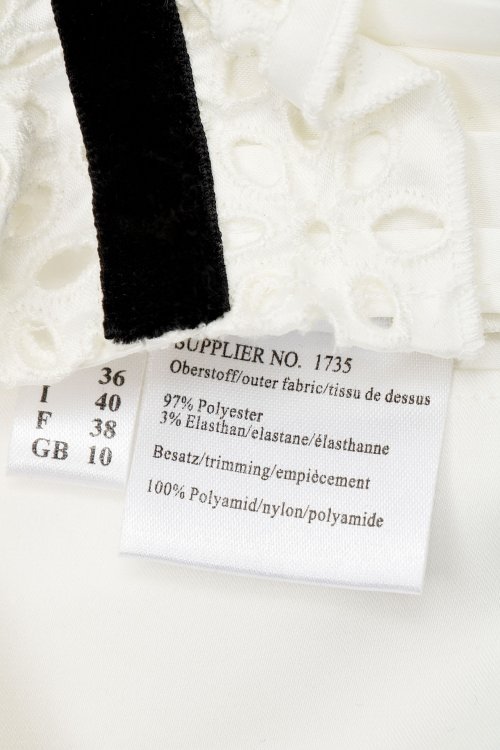 36
I 40
F 38
GB 10
SUPPLIER NO. 1735
Oberstoff/outer fabric/tissu de dessus
97% Polyester
3% Elasthan/elastane/élasthanne
Besatz/trimming/empiècement
100% Polyamid/nylon/polyamide